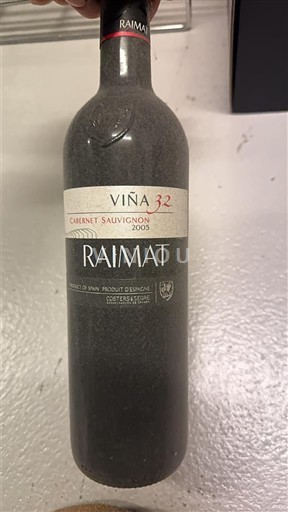 RAIMAT
VIÑA 32
CABERNET SAUVIGNON
2005
RAIMAT
PRODUCT OF SPAIN PRODUIT D'ESPAGNE
COSTERS del SEGRE